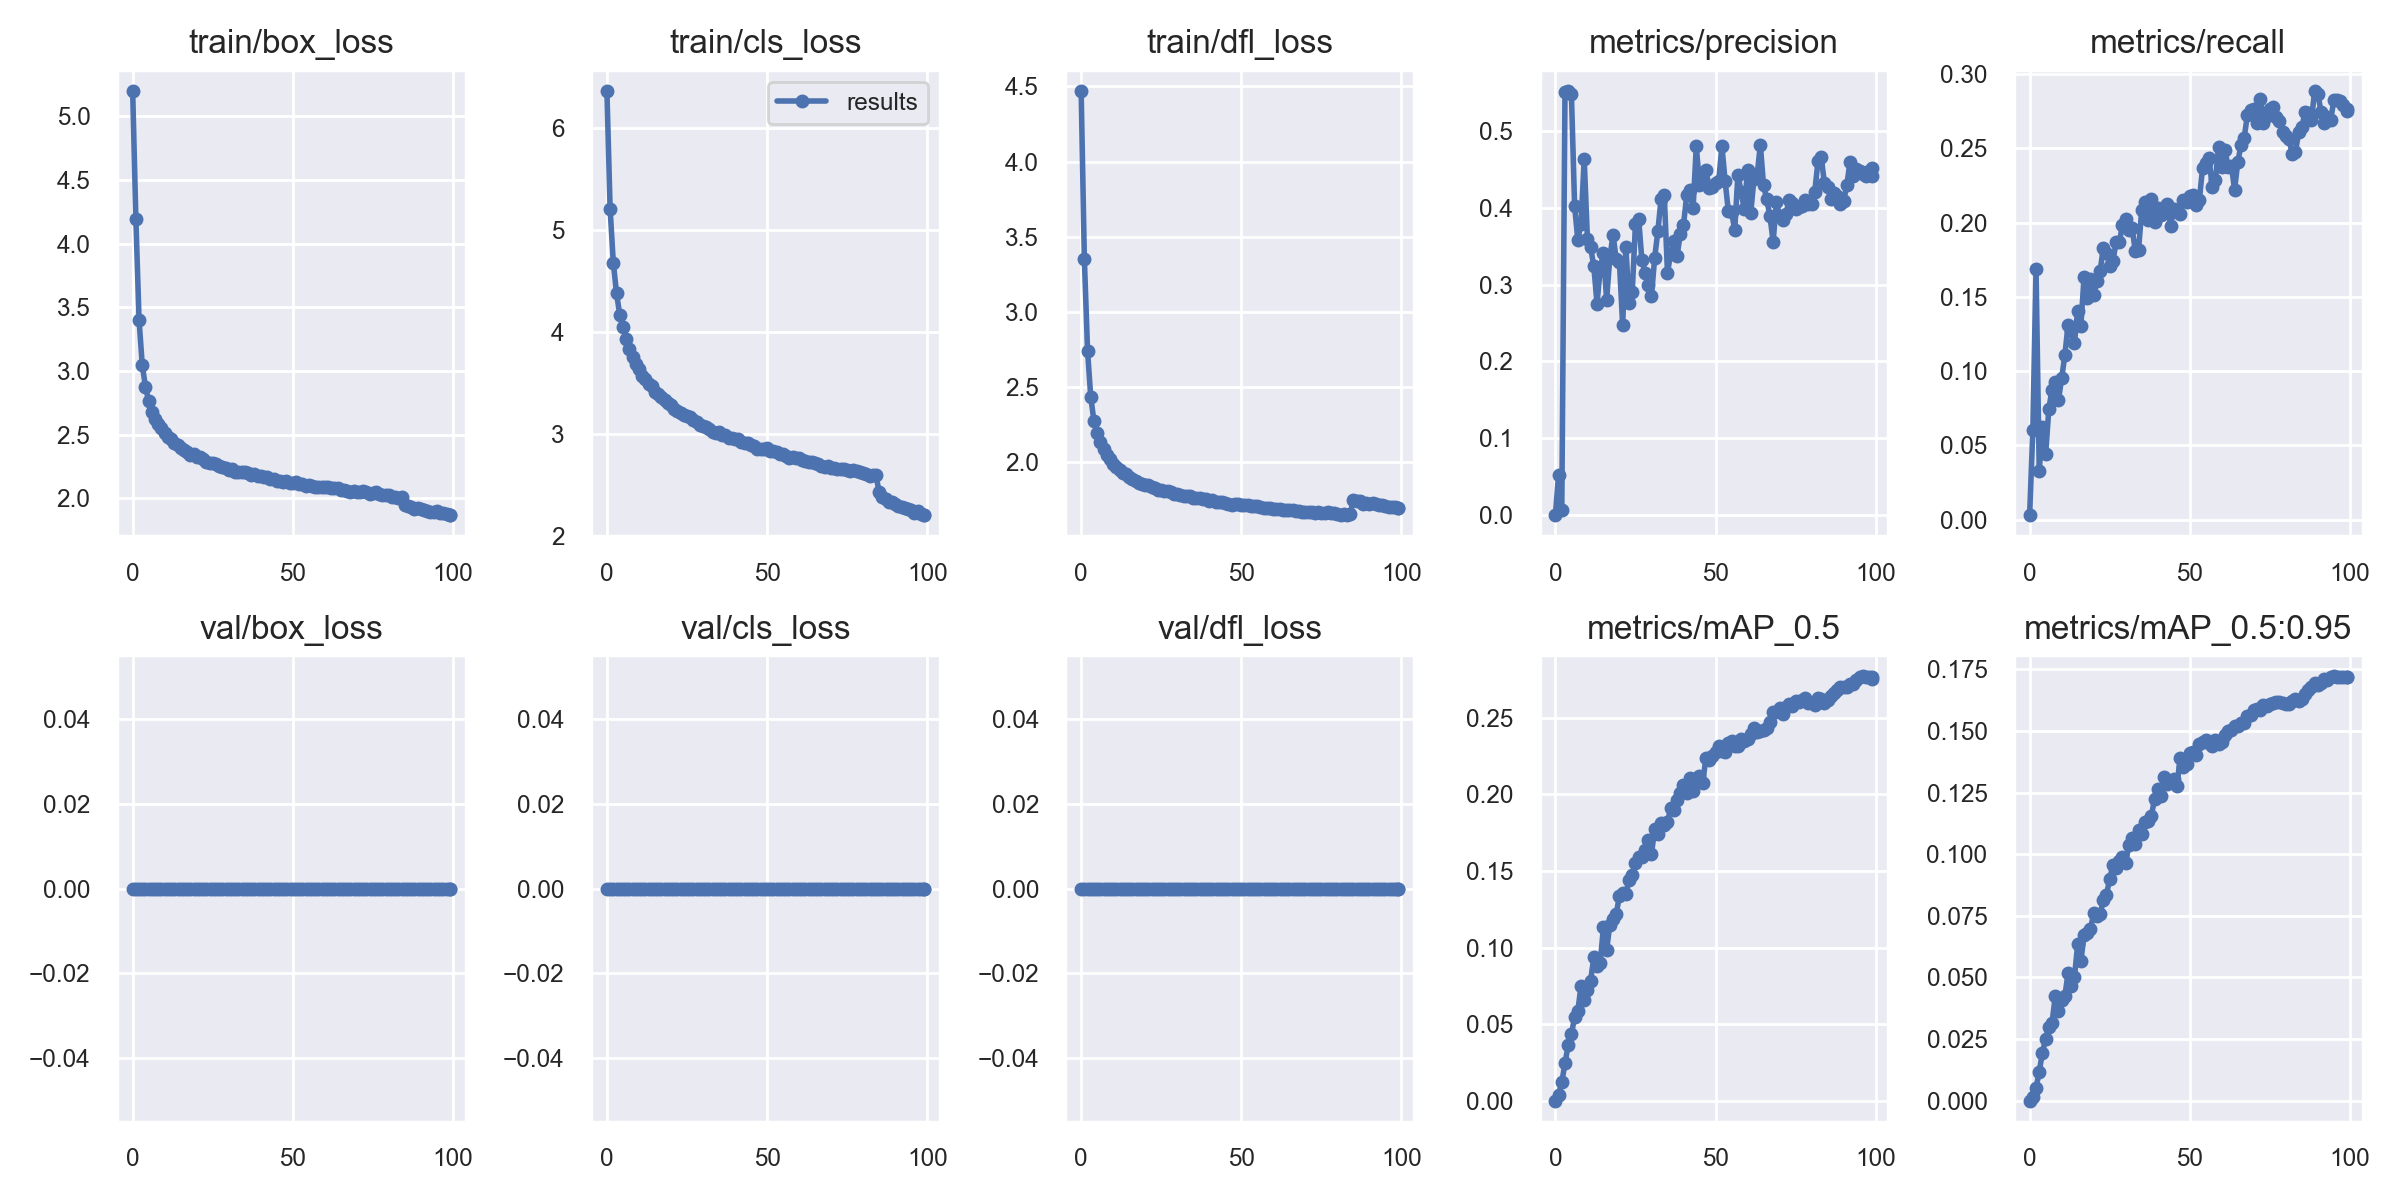 train/box_loss
5.0
4.5
4.0
3.5
3.0
2.5
2.0
0 50 100
train/cls_loss
results
6
5
4
3
2
0 50 100
train/dfl_loss
4.5
4.0
3.5
3.0
2.5
2.0
0 50 100
metrics/precision
0.5
0.4
0.3
0.2
0.1
0.0
0 50 100
metrics/recall
0.30
0.25
0.20
0.15
0.10
0.05
0.00
0 50 100
val/box_loss
0.04
0.02
0.00
−0.02
−0.04
0 50 100
val/cls_loss
0.04
0.02
0.00
−0.02
−0.04
0 50 100
val/dfl_loss
0.04
0.02
0.00
−0.02
−0.04
0 50 100
metrics/mAP_0.5
0.25
0.20
0.15
0.10
0.05
0.00
0 50 100
metrics/mAP_0.5:0.95
0.175
0.150
0.125
0.100
0.075
0.050
0.025
0.000
0 50 100